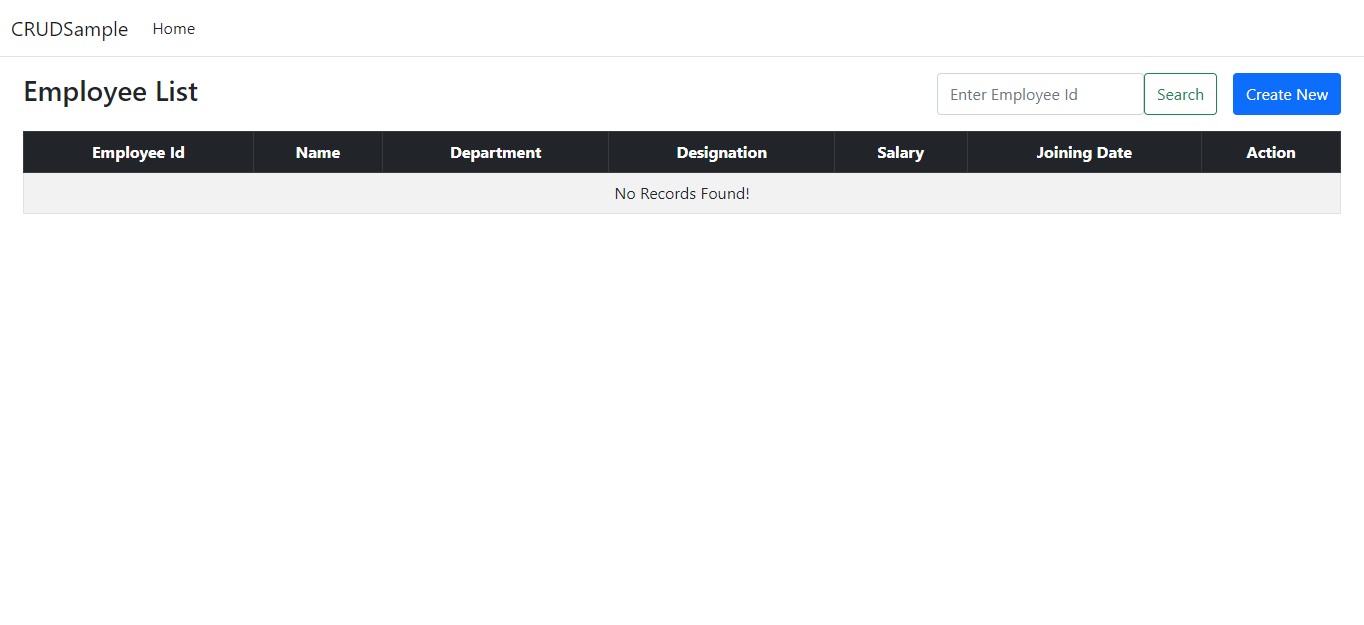 CRUDSample Home
Employee List
Enter Employee Id Search Create New
Employee Id Name Department Designation Salary Joining Date Action
No Records Found!